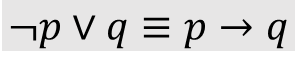 ¬p ∨ q ≡ p → q